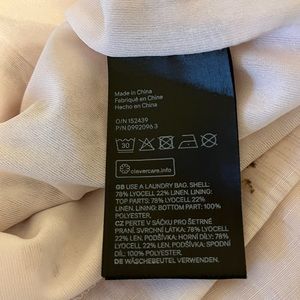 Made in China
Fabriqué en China
Hecho en China
O/N 152439
P/N 0992096 3
30
clevercare.info
GB USE A LAUNDRY BAG. SHELL:
78% LYOCELL 22% LINEN. LINING:
TOP PARTS: 78% LYOCELL 22%
LINEN. LINING: BOTTOM PART: 100%
POLYESTER.
CZ PERTE V SÁČKU PRO ŠETRNÉ
PRANÍ. SVRCHNÍ LÁTKA: 78% LYOCELL
22% LEN. PODŠÍVKA: HORNÍ DÍLY: 78%
LYOCELL 22% LEN. PODŠÍVKA: SPODNÍ
DÍL: 100% POLYESTER.
DE WÄSCHEBEUTEL VERWENDEN.